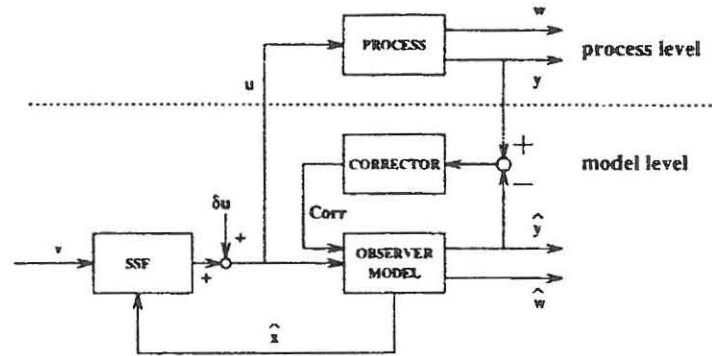 w
PROCESS
process level
u
y
+
CORRECTOR
−
model level
δu
Corr
+
ŷ
v
SSF
+
OBSERVER
MODEL
ŵ
x̂